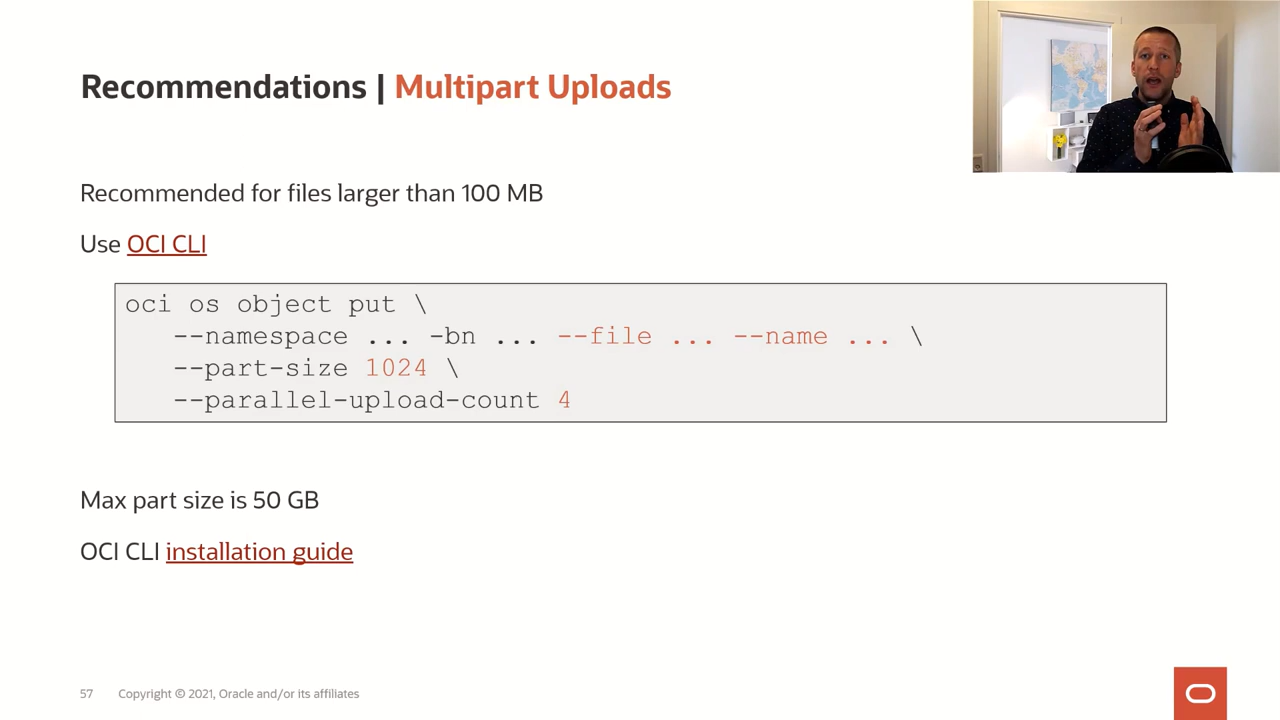 Recommendations | Multipart Uploads
Recommended for files larger than 100 MB
Use OCI CLI
oci os object put \
--namespace ... -bn ... --file ... --name ... \
--part-size 1024 \
--parallel-upload-count 4
Max part size is 50 GB
OCI CLI installation guide
57 Copyright © 2021, Oracle and/or its affiliates